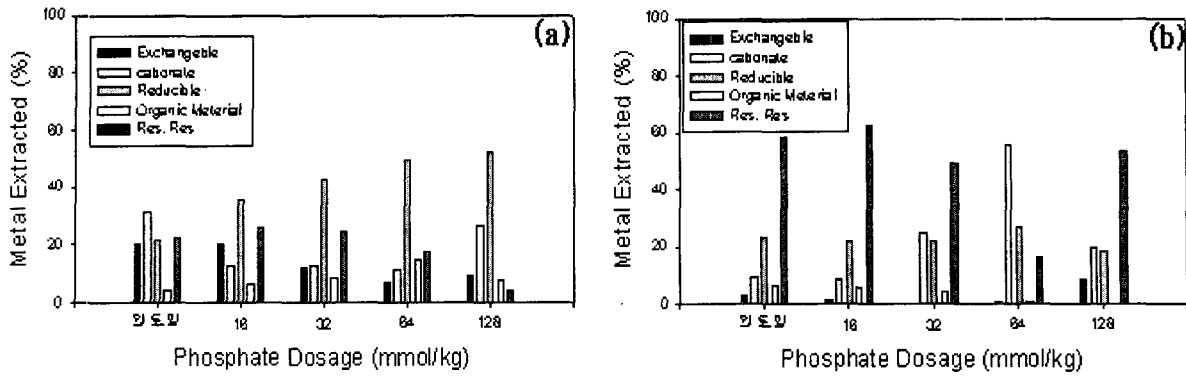 (a)
Metal Extracted (%)
100
80
60
40
20
0
Exchangeble
cabonate
Reducible
Organic Meterial
Res. Res
16
32
64
128
Phosphate Dosage (mmol/kg)
(b)
Metal Extracted (%)
100
80
60
40
20
0
Exchangeble
cabonate
Reducible
Organic Meterial
Res. Res
16
32
64
128
Phosphate Dosage (mmol/kg)